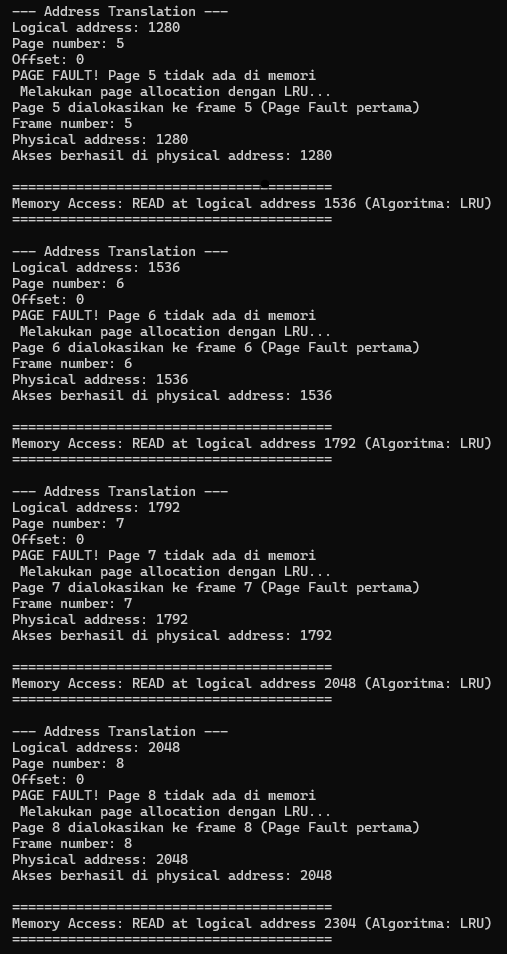 --- Address Translation ---
Logical address: 1280
Page number: 5
Offset: 0
PAGE FAULT! Page 5 tidak ada di memori
 Melakukan page allocation dengan LRU...
Page 5 dialokasikan ke frame 5 (Page Fault pertama)
Frame number: 5
Physical address: 1280
Akses berhasil di physical address: 1280

========================================
Memory Access: READ at logical address 1536 (Algoritma: LRU)
========================================

--- Address Translation ---
Logical address: 1536
Page number: 6
Offset: 0
PAGE FAULT! Page 6 tidak ada di memori
 Melakukan page allocation dengan LRU...
Page 6 dialokasikan ke frame 6 (Page Fault pertama)
Frame number: 6
Physical address: 1536
Akses berhasil di physical address: 1536

========================================
Memory Access: READ at logical address 1792 (Algoritma: LRU)
========================================

--- Address Translation ---
Logical address: 1792
Page number: 7
Offset: 0
PAGE FAULT! Page 7 tidak ada di memori
 Melakukan page allocation dengan LRU...
Page 7 dialokasikan ke frame 7 (Page Fault pertama)
Frame number: 7
Physical address: 1792
Akses berhasil di physical address: 1792

========================================
Memory Access: READ at logical address 2048 (Algoritma: LRU)
========================================

--- Address Translation ---
Logical address: 2048
Page number: 8
Offset: 0
PAGE FAULT! Page 8 tidak ada di memori
 Melakukan page allocation dengan LRU...
Page 8 dialokasikan ke frame 8 (Page Fault pertama)
Frame number: 8
Physical address: 2048
Akses berhasil di physical address: 2048

========================================
Memory Access: READ at logical address 2304 (Algoritma: LRU)
========================================